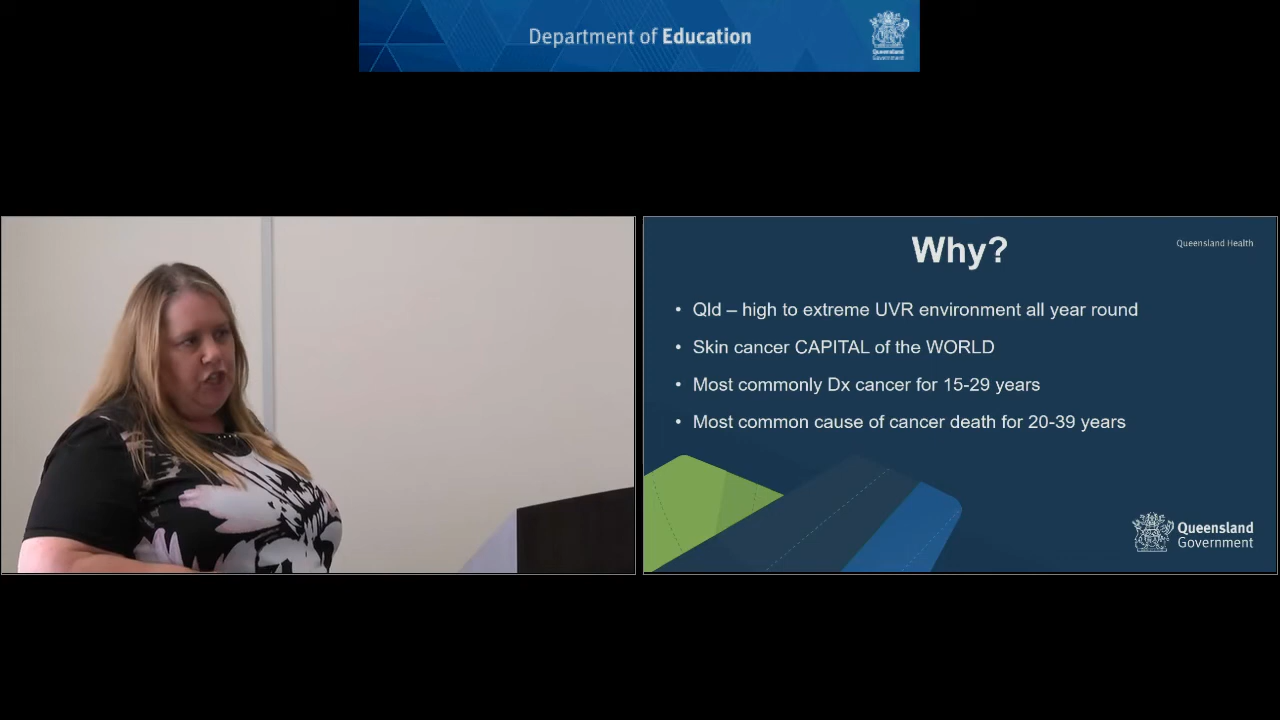 Department of Education
Queensland
Government
Why?
Queensland Health
• Qld – high to extreme UVR environment all year round
• Skin cancer CAPITAL of the WORLD
• Most commonly Dx cancer for 15-29 years
• Most common cause of cancer death for 20-39 years
Queensland
Government